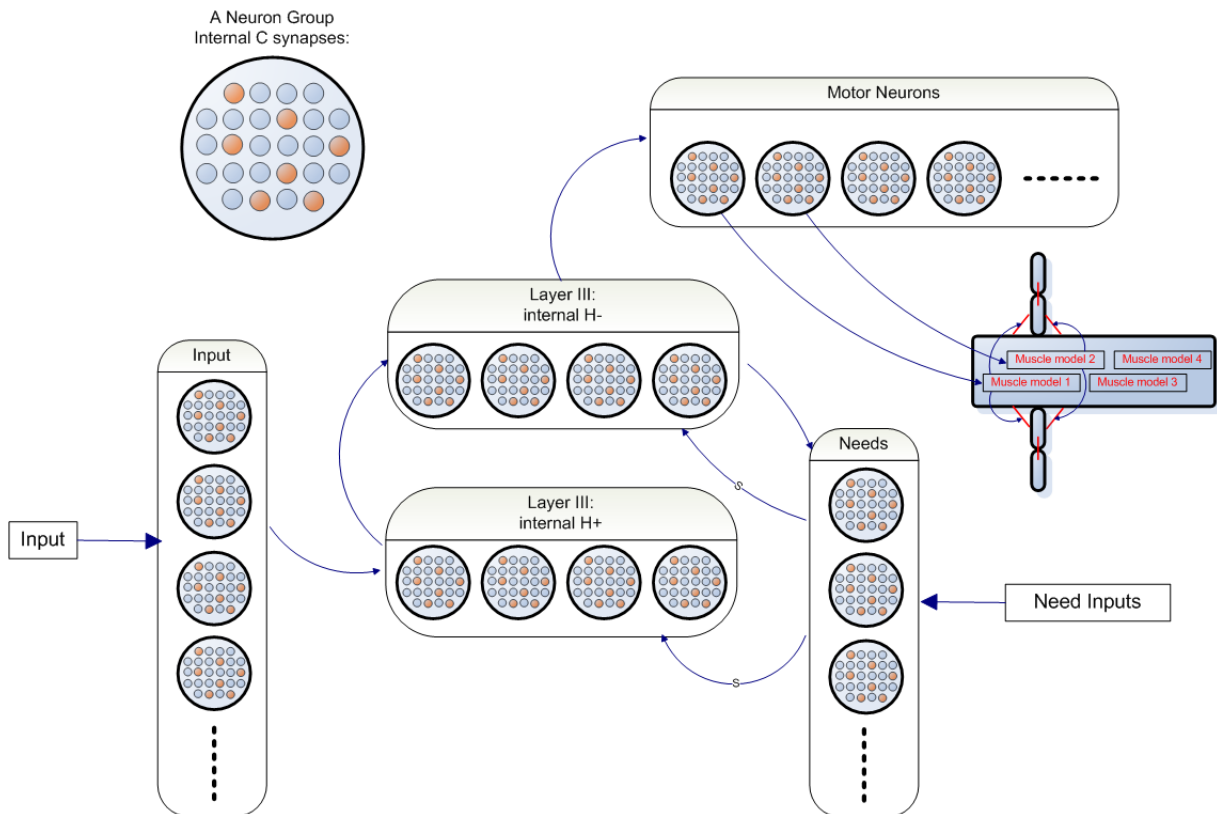 A Neuron Group
Internal C synapses:
Motor Neurons
Layer III:
internal H-
Input
Muscle model 2
Muscle model 4
Muscle model 1
Muscle model 3
Needs
S
Layer III:
internal H+
Input
Need Inputs
S